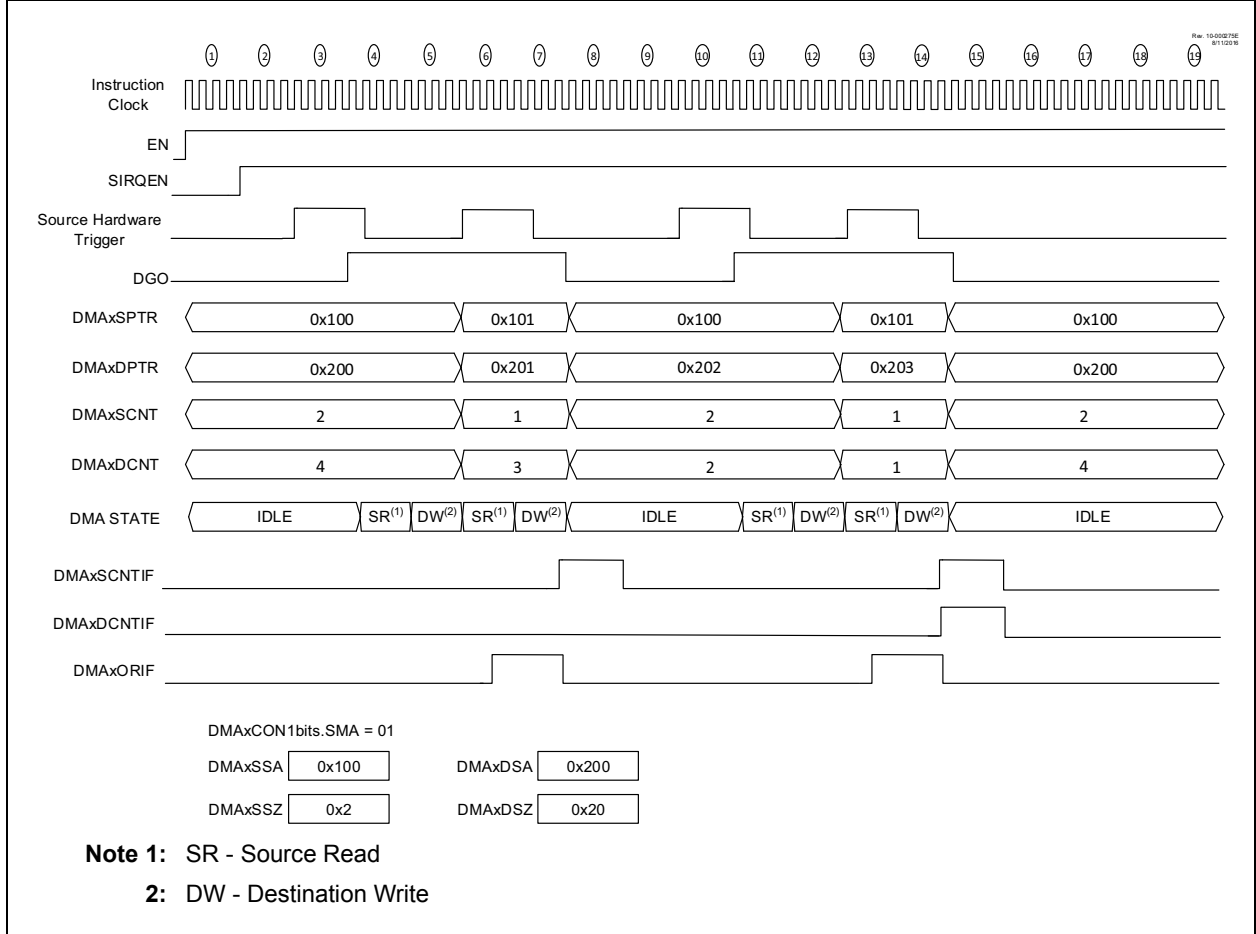 Rev. 10-000275E
8/11/2016
1 2 3 4 5 6 7 8 9 10 11 12 13 14 15 16 17 18 19
Instruction
Clock
EN
SIRQEN
Source Hardware
Trigger
DGO
DMAxSPTR 0x100 0x101 0x100 0x101 0x100
DMAxDPTR 0x200 0x201 0x202 0x203 0x200
DMAxSCNT 2 1 2 1 2
DMAxDCNT 4 3 2 1 4
DMA STATE IDLE SR(1) DW(2) SR(1) DW(2) IDLE SR(1) DW(2) SR(1) DW(2) IDLE
DMAxSCNTIF
DMAxDCNTIF
DMAxORIF
DMAxCON1bits.SMA = 01
DMAxSSA 0x100 DMAxDSA 0x200
DMAxSSZ 0x2 DMAxDSZ 0x20
Note 1: SR - Source Read
2: DW - Destination Write